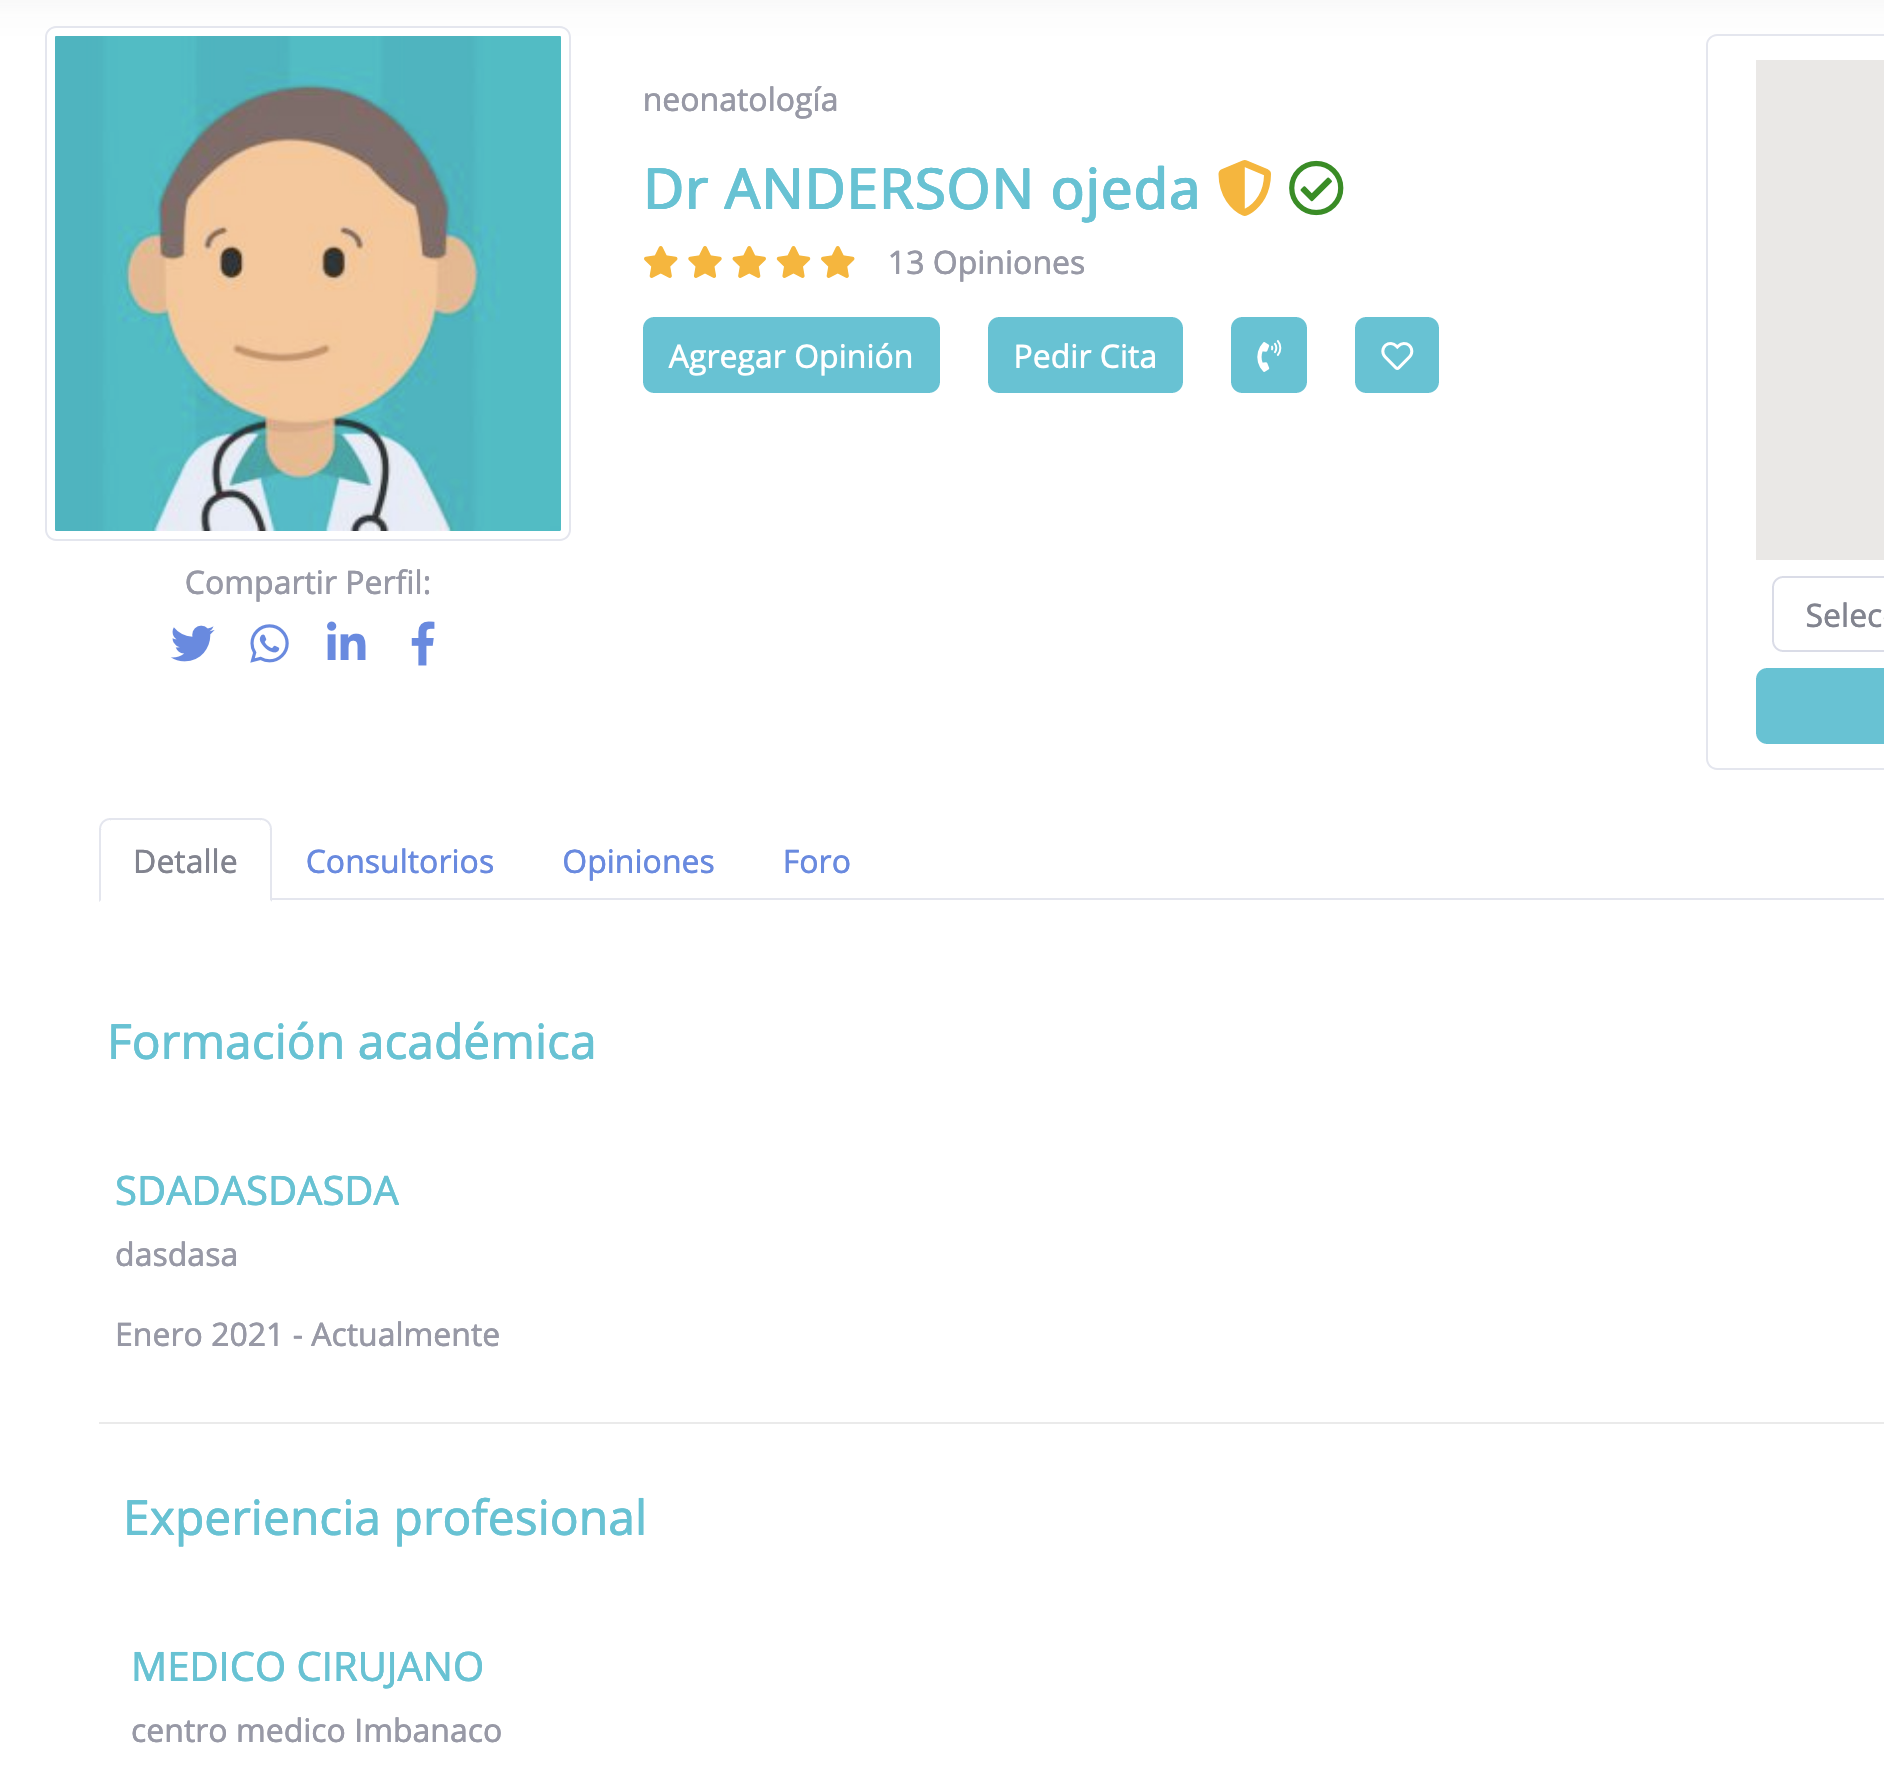 neonatología
Dr ANDERSON ojeda
13 Opiniones
Agregar Opinión
Pedir Cita
Compartir Perfil:
Selec
Detalle
Consultorios
Opiniones
Foro
Formación académica
SDADASDASDA
dasdasa
Enero 2021 - Actualmente
Experiencia profesional
MEDICO CIRUJANO
centro medico Imbanaco